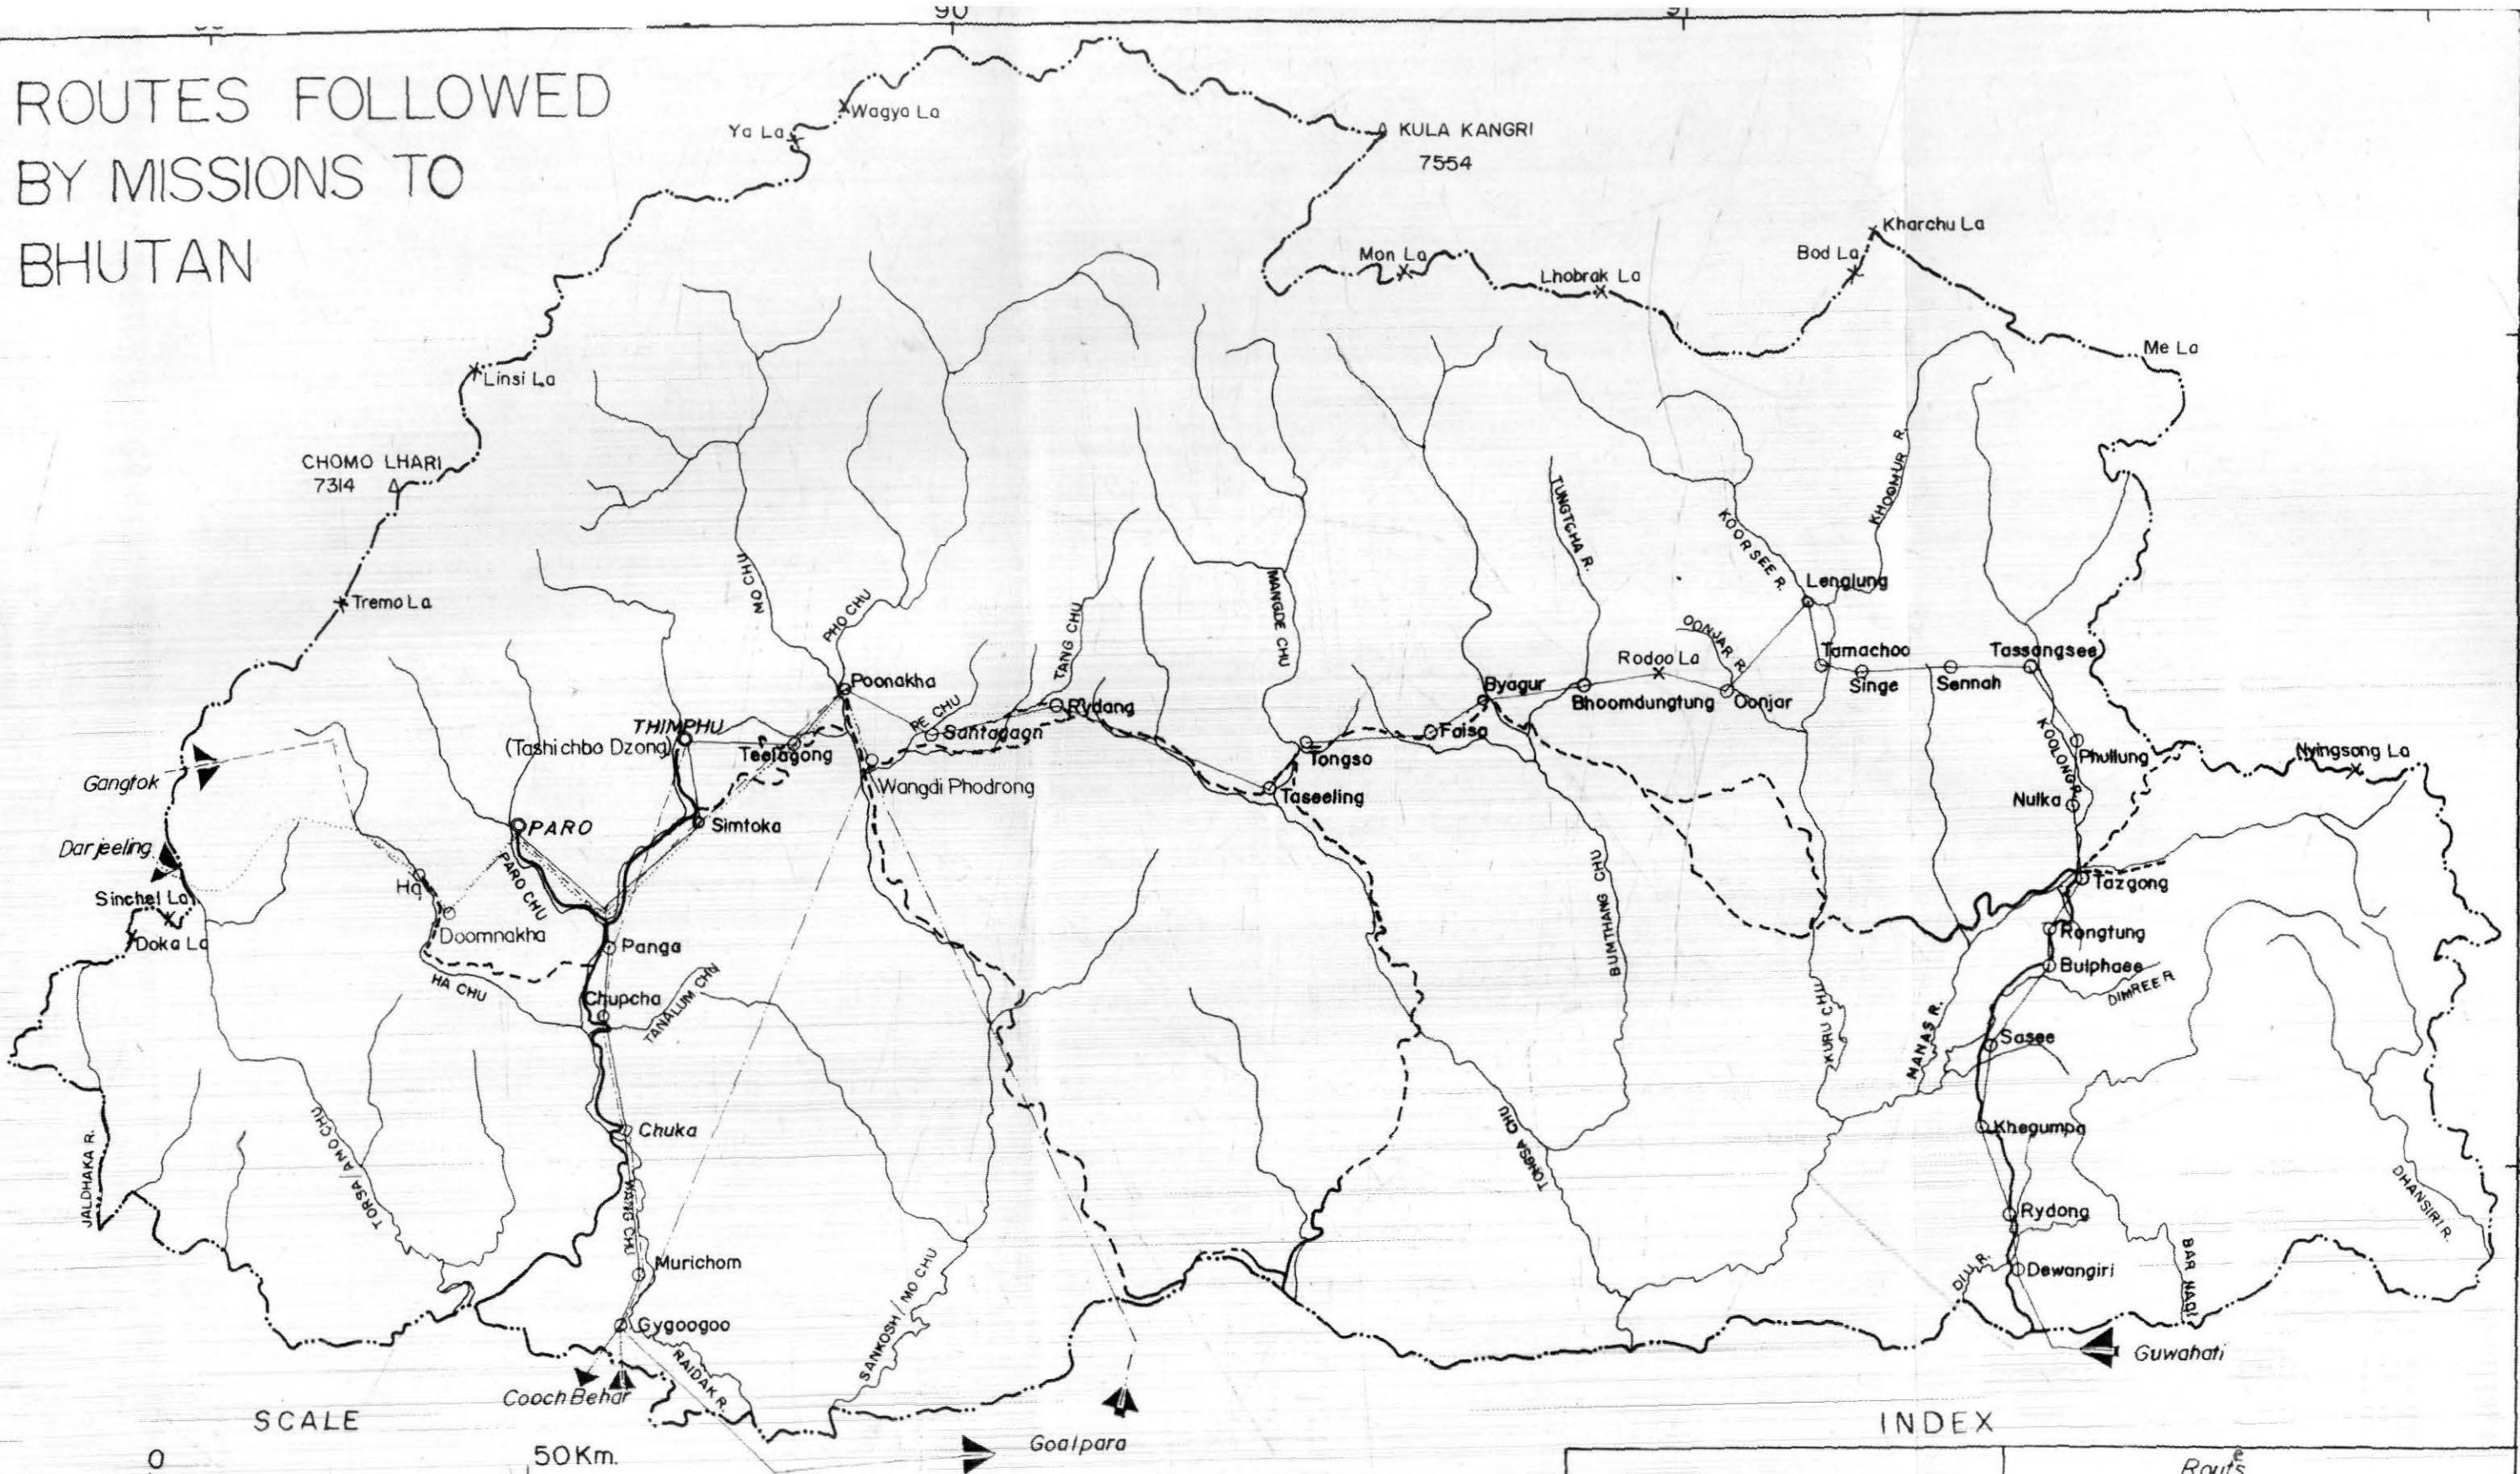 90
ROUTES FOLLOWED
BY MISSIONS TO
BHUTAN
Wagya La
Ya La
KULA KANGRI
7554
Kharchu La
Mon La
Bod La
Lhobrak La
Me La
Linsi La
CHOMO LHARI
7314
KHOOMUR R.
TUNGTCHA R.
KOORSEE R.
MO CHU
PHO CHU
TANG CHU
MANGDE CHU
Lenglung
Tremo La
OONJAR R.
Rodoo La
Tamachoo
Tassangsee
Poonakha
Byagur
Singe
Sennah
Bhoomdungtung
Oonjar
Rydang
PE CHU
THIMPHU
(Tashichbo Dzong)
Santagagn
Faisa
KOOLONG R.
Teelagong
Tongso
Phullung
Nyingsang La
Gangtok
Wangdi Phodrong
Taseeling
Nulka
PARO
Simtoka
Darjeeling
PARO CHU
BUMTHANG CHU
Ha
Tazgong
Sinchel La
Doka La
Doomnakha
Panga
Rongtung
Bulphaee
HA CHU
DIMREE R
Chupcha
TANALUM CHU
KURU CHU
MANAS R.
Sasee
TORSA/AMO CHU
Chuka
TONGSA CHU
Khegumpa
JALDHAKA R.
WANG CHU
DHANSIRI R.
Rydong
Murichom
SANKOSH / MO CHU
DIU R.
Dewangiri
BAR NADI
Gygoogoo
RAIDAK R.
Guwahati
Cooch Behar
SCALE
INDEX
Goalpara
0
50 Km.
Route